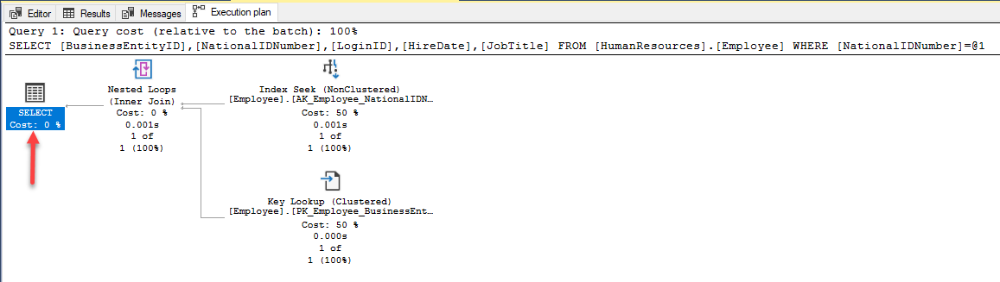 Editor Results Messages Execution plan
Query 1: Query cost (relative to the batch): 100%
SELECT [BusinessEntityID],[NationalIDNumber],[LoginID],[HireDate],[JobTitle] FROM [HumanResources].[Employee] WHERE [NationalIDNumber]=@1
SELECT
Cost: 0 %
Nested Loops
(Inner Join)
Cost: 0 %
0.001s
1 of
1 (100%)
Index Seek (NonClustered)
[Employee].[AK_Employee_NationalIDN…
Cost: 50 %
0.001s
1 of
1 (100%)
Key Lookup (Clustered)
[Employee].[PK_Employee_BusinessEnt…
Cost: 50 %
0.000s
1 of
1 (100%)